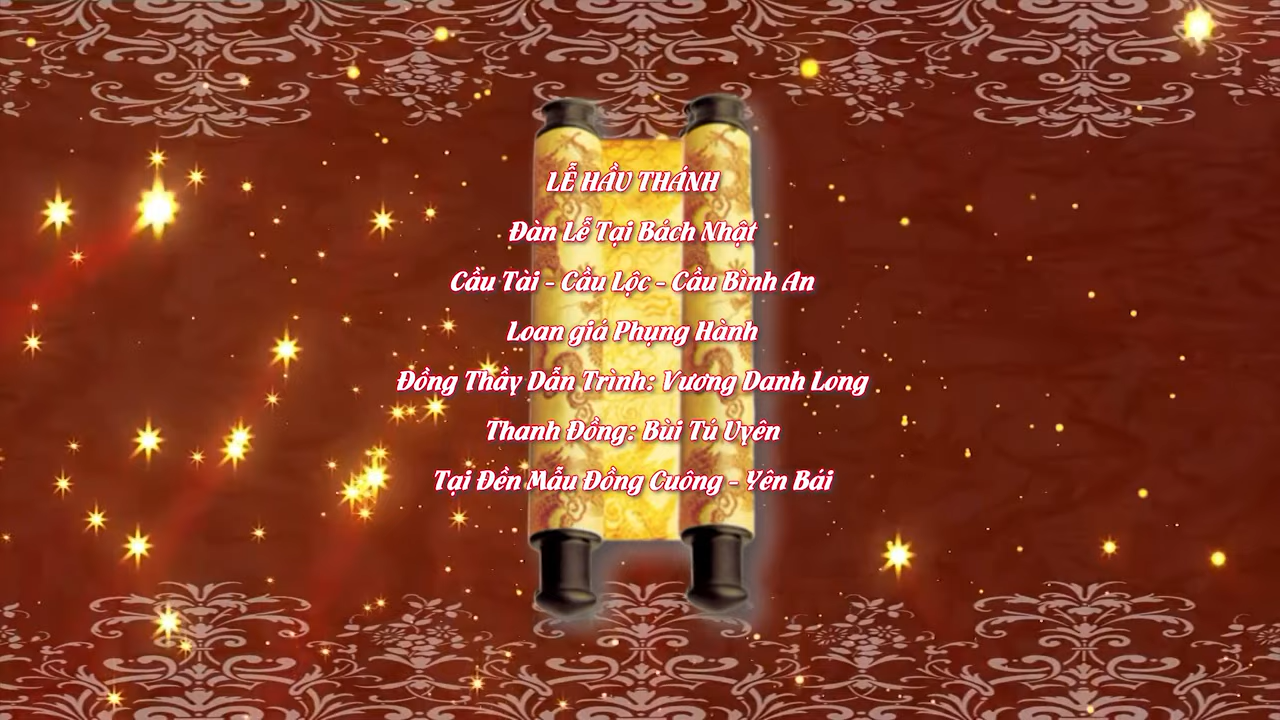 LỄ HẦU THÁNH
Đàn Lễ Tại Bách Nhật
Cầu Tài - Cầu Lộc - Cầu Bình An
Loan giá Phụng Hành
Đồng Thầy Dẫn Trình: Vương Danh Long
Thanh Đồng: Bùi Tú Uyên
Tại Đền Mẫu Đồng Cuông - Yên Bái